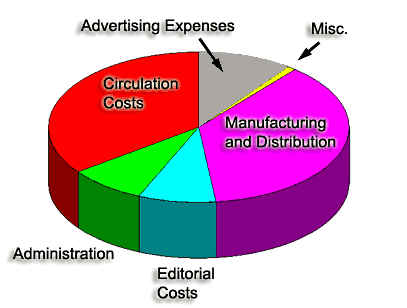 Advertising Expenses
Misc.
Circulation
Costs
Manufacturing
and Distribution
Administration
Editorial
Costs